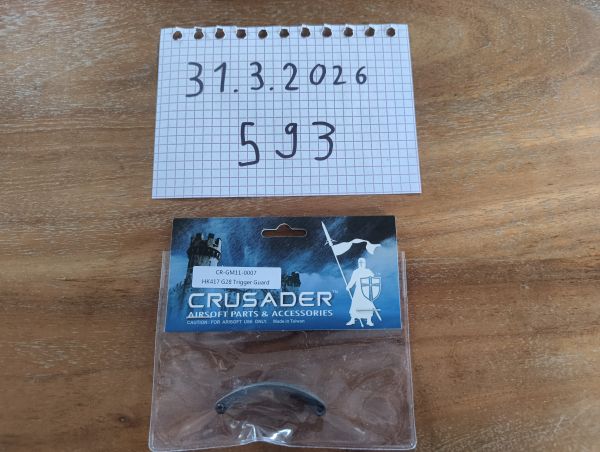 31.3.2026
593
CR-GM11-0007
HK417 G28 Trigger Guard
CRUSADER™
AIRSOFT PARTS & ACCESSORIES
CAUTION: FOR AIRSOFT USE ONLY. Made in Taiwan